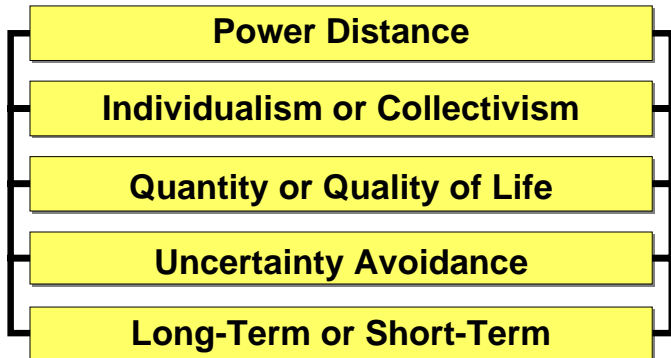 Power Distance
Individualism or Collectivism
Quantity or Quality of Life
Uncertainty Avoidance
Long-Term or Short-Term